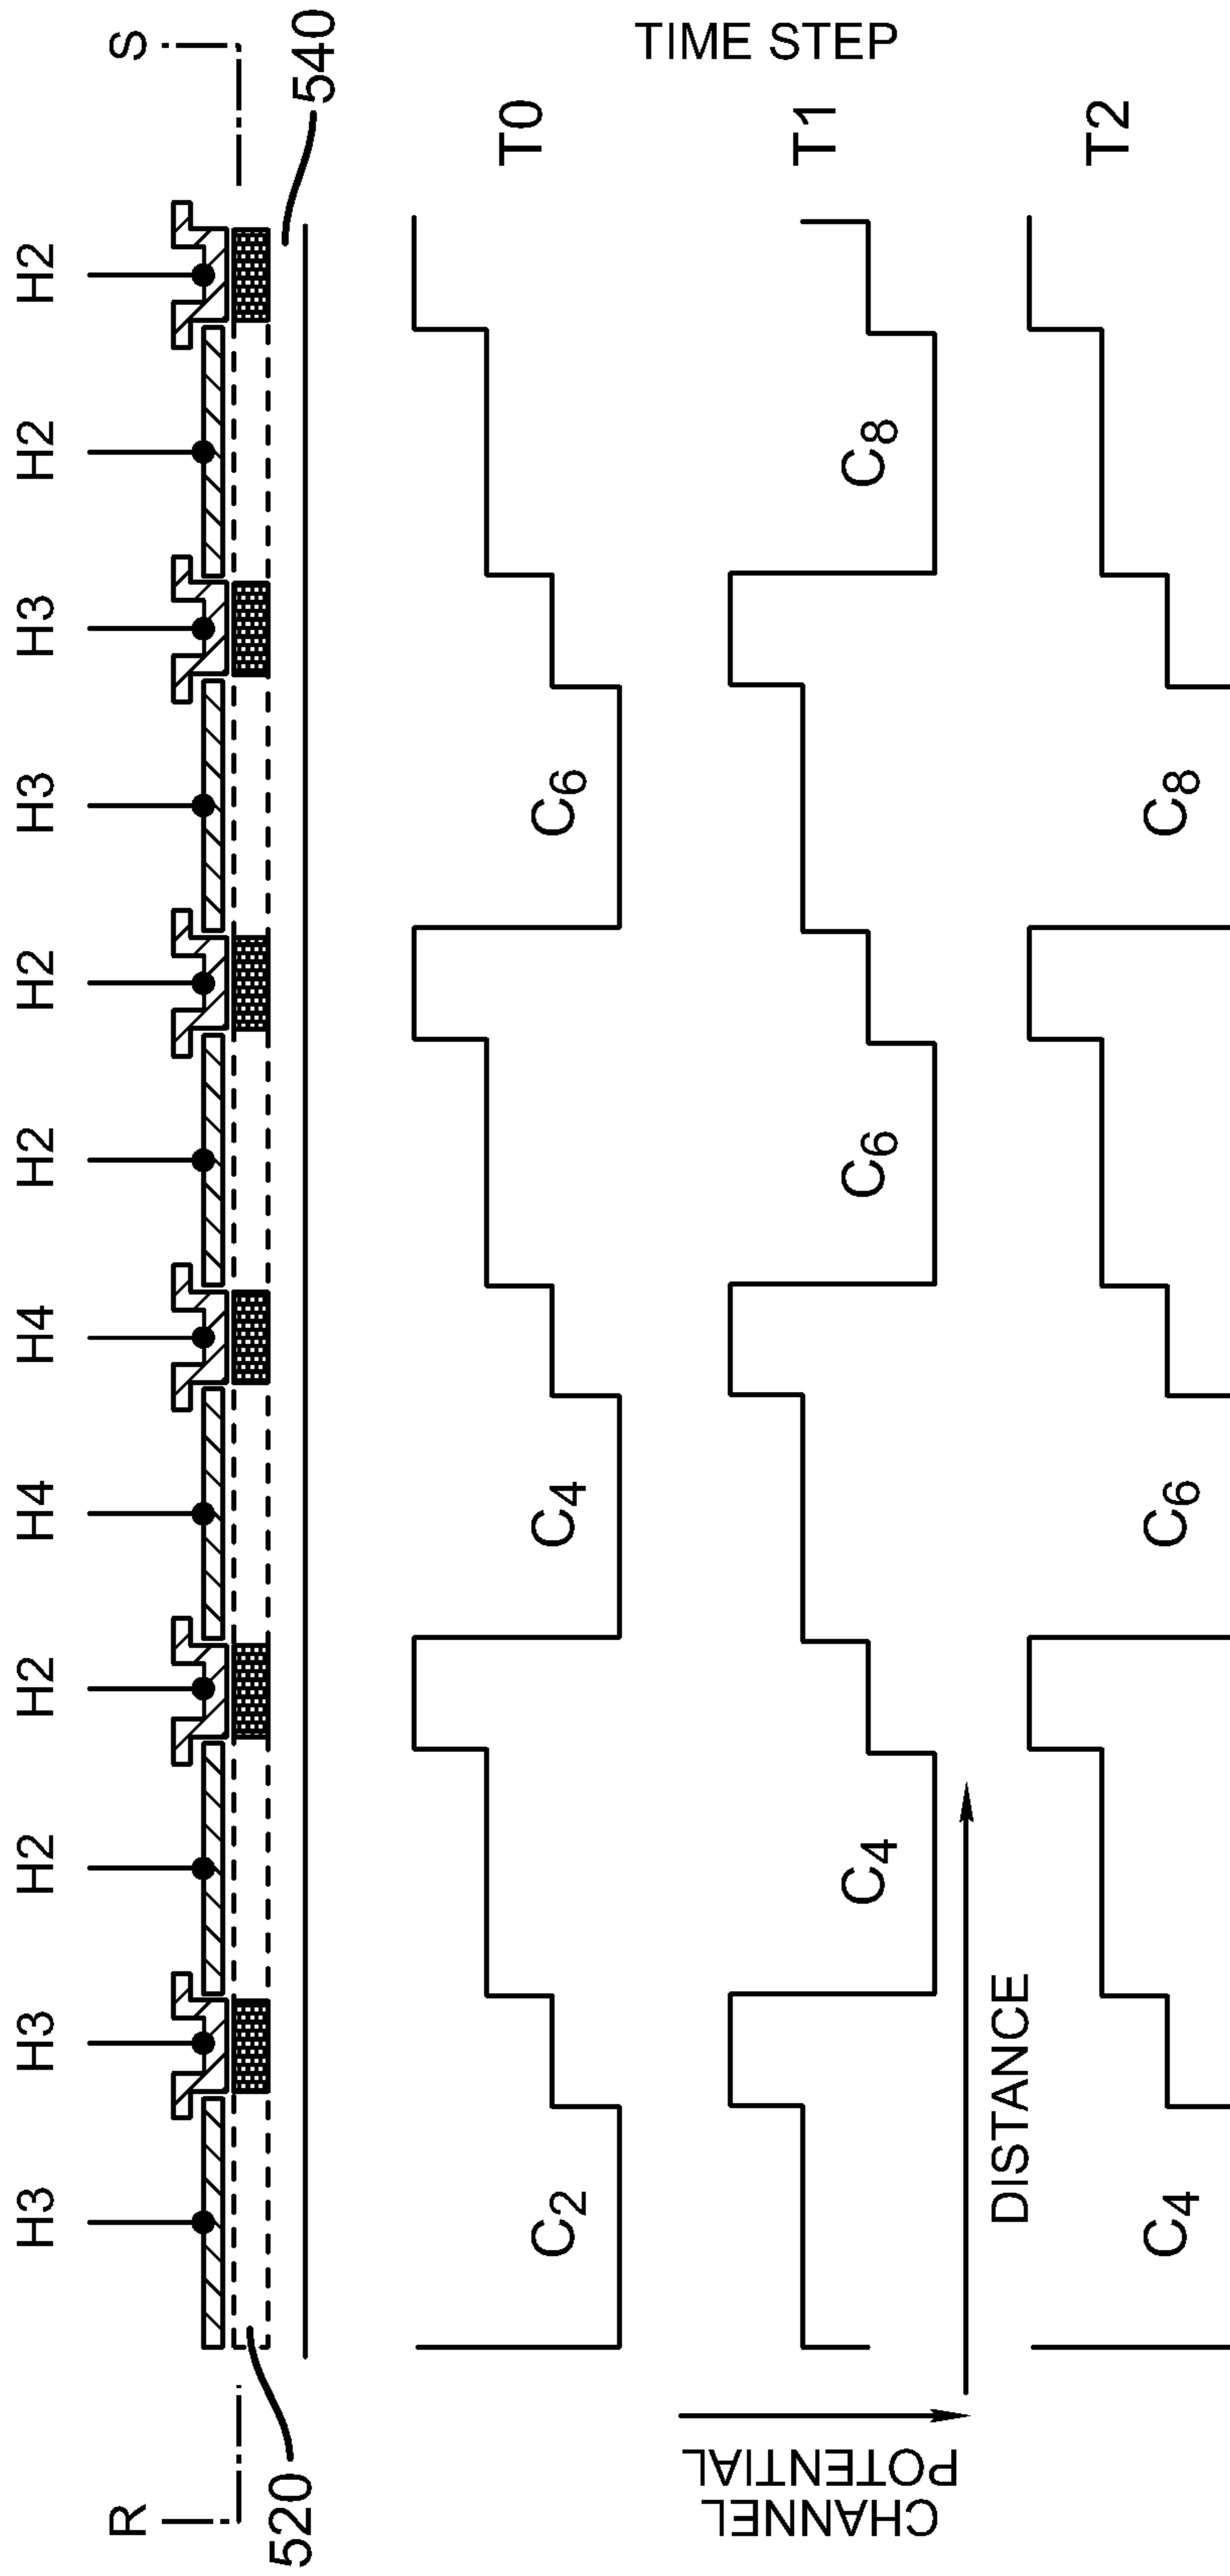 H3 H3 H2 H2 H4 H4 H2 H2 H3 H3 H2 H2
R S
520 540
C2 C4 C6 T0
TIME STEP
CHANNEL
POTENTIAL
C4 C6 C8 T1
DISTANCE
C4 C6 C8 T2